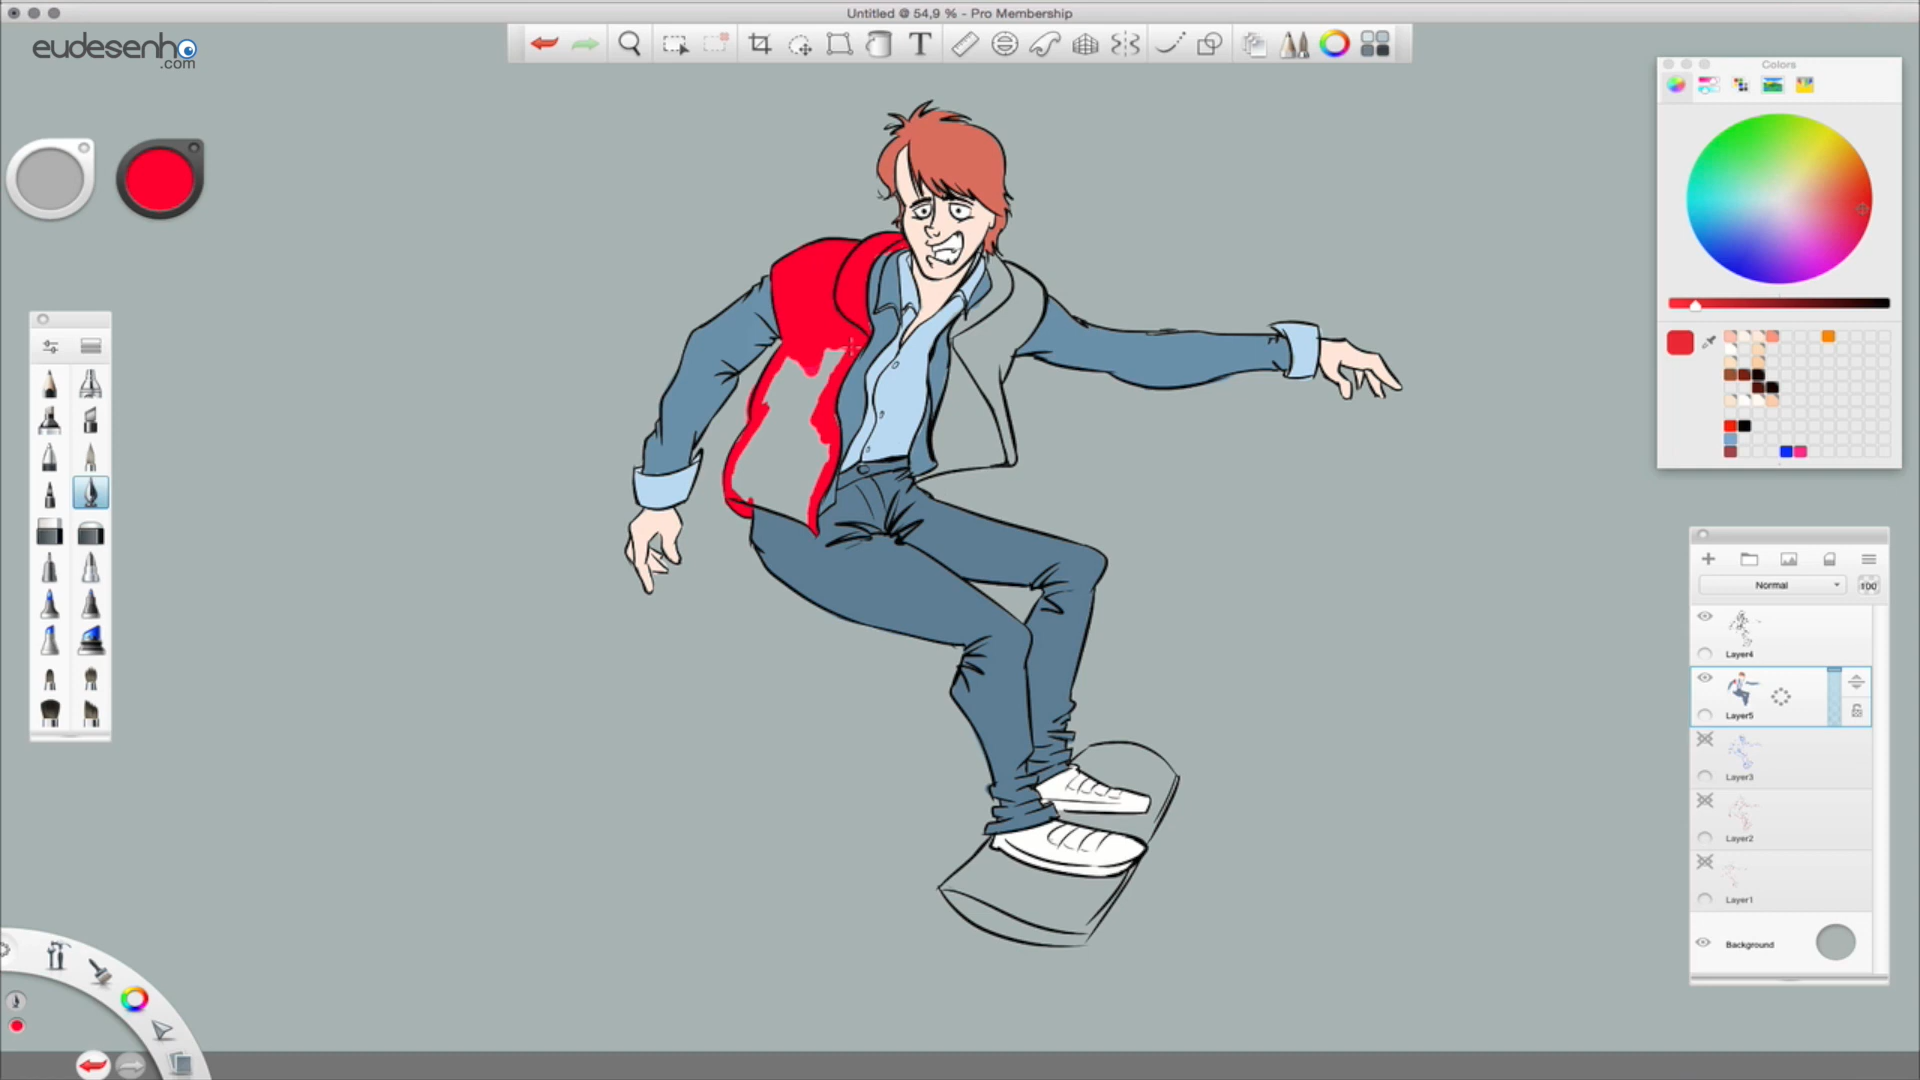 Untitled @ 54,9 % - Pro Membership
eudesenho
.com
T
Colors
Normal
100
Layer4
Layer5
Layer3
Layer2
Layer1
Background